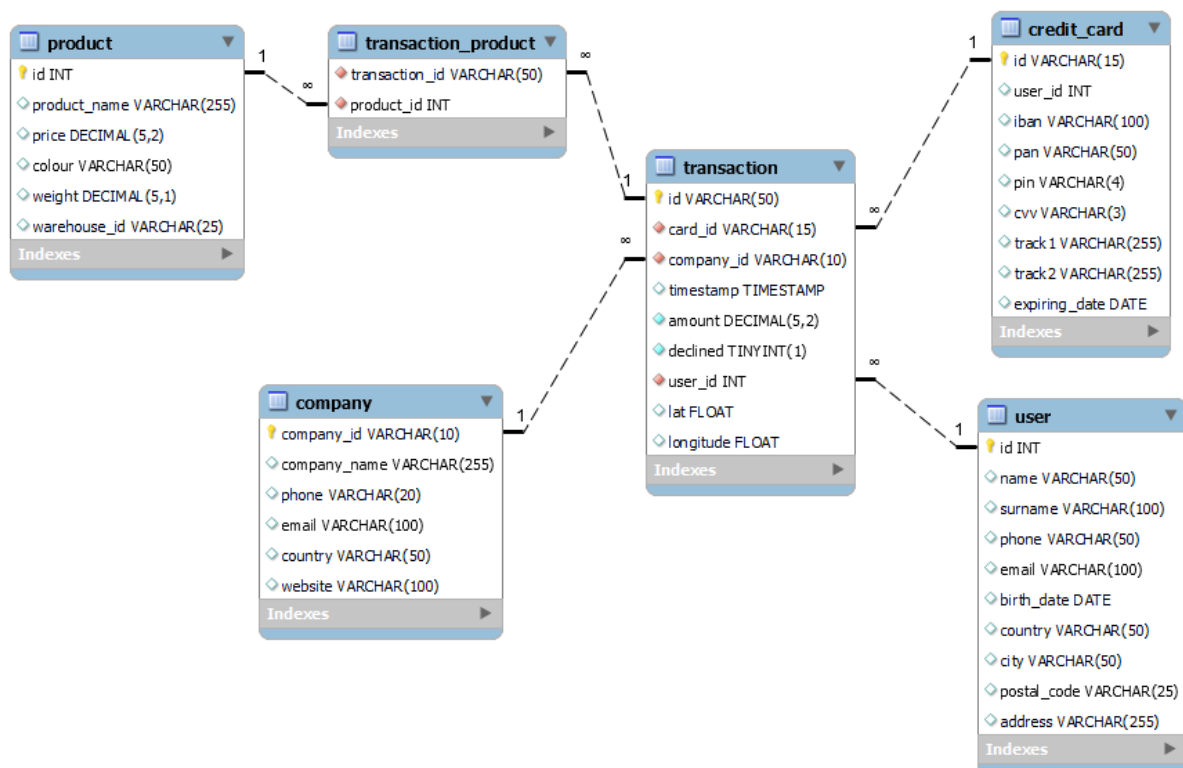 product
id INT
product_name VARCHAR(255)
price DECIMAL(5,2)
colour VARCHAR(50)
weight DECIMAL(5,1)
warehouse_id VARCHAR(25)
Indexes
1
∞
transaction_product
transaction_id VARCHAR(50)
product_id INT
Indexes
∞
1
transaction
id VARCHAR(50)
card_id VARCHAR(15)
company_id VARCHAR(10)
timestamp TIMESTAMP
amount DECIMAL(5,2)
declined TINYINT(1)
user_id INT
lat FLOAT
longitude FLOAT
Indexes
1
∞
credit_card
id VARCHAR(15)
user_id INT
iban VARCHAR(100)
pan VARCHAR(50)
pin VARCHAR(4)
cvv VARCHAR(3)
track1 VARCHAR(255)
track2 VARCHAR(255)
expiring_date DATE
Indexes
∞
1
company
company_id VARCHAR(10)
company_name VARCHAR(255)
phone VARCHAR(20)
email VARCHAR(100)
country VARCHAR(50)
website VARCHAR(100)
Indexes
∞
1
user
id INT
name VARCHAR(50)
surname VARCHAR(100)
phone VARCHAR(50)
email VARCHAR(100)
birth_date DATE
country VARCHAR(50)
city VARCHAR(50)
postal_code VARCHAR(25)
address VARCHAR(255)
Indexes